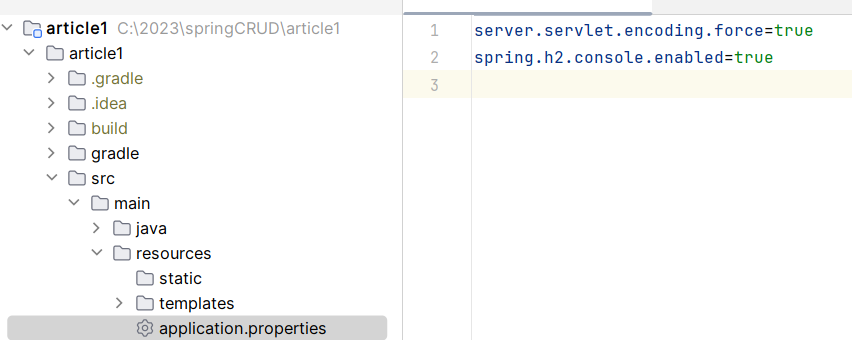 article1 C:\2023\springCRUD\article1
article1
.gradle
.idea
build
gradle
src
main
java
resources
static
templates
application.properties
1 server.servlet.encoding.force=true
2 spring.h2.console.enabled=true
3